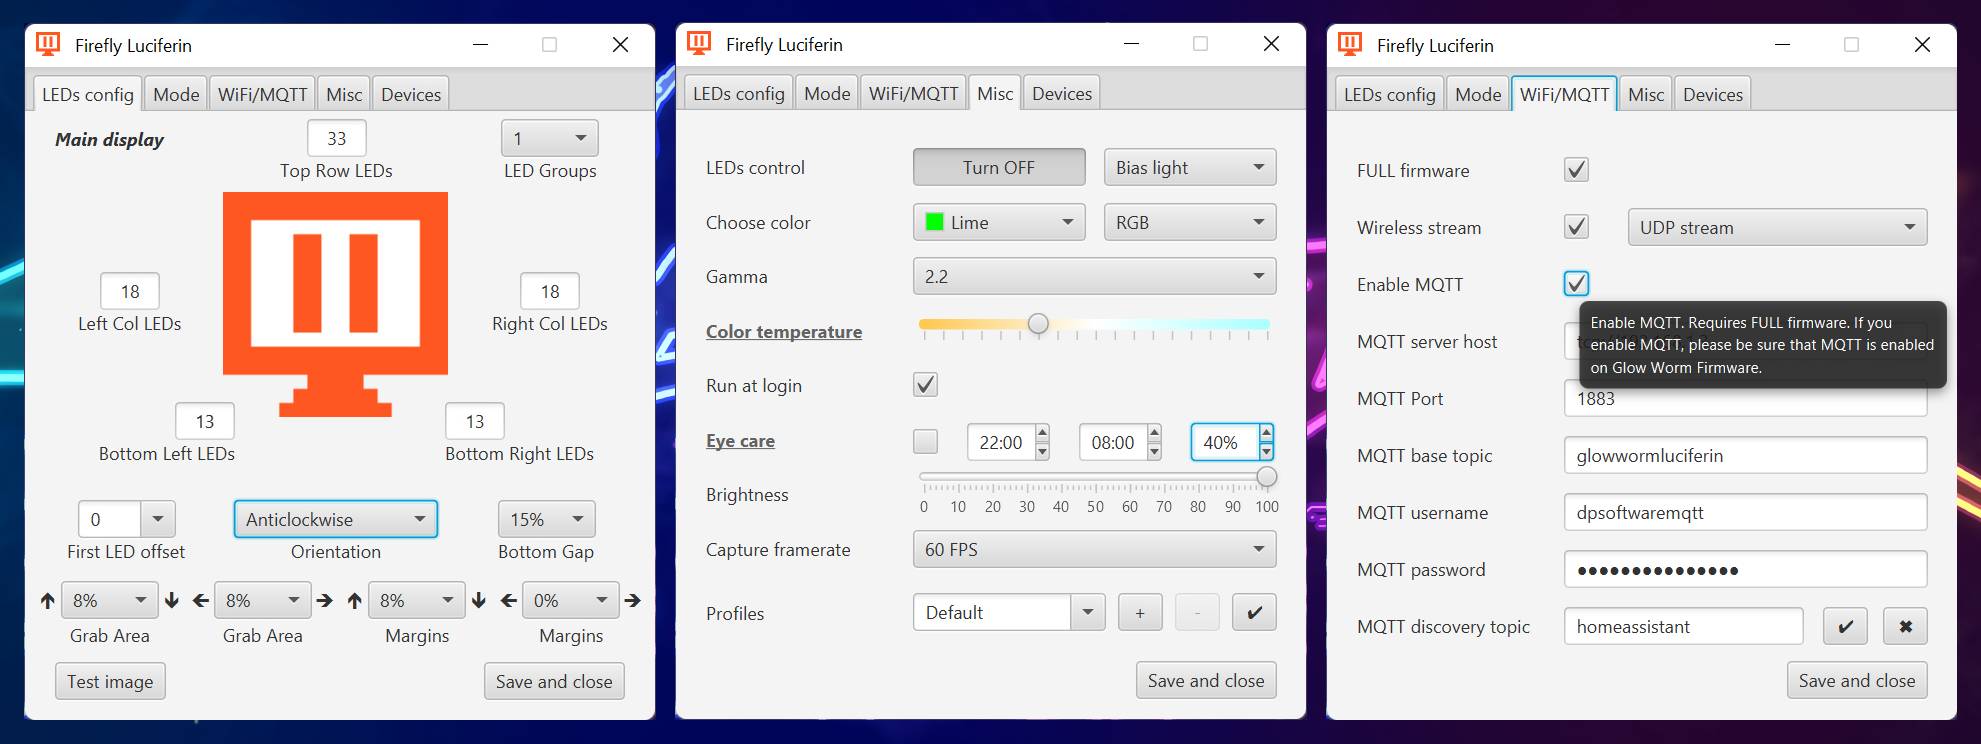 Firefly Luciferin
LEDs config Mode WiFi/MQTT Misc Devices
Main display
33
Top Row LEDs
1
LED Groups
18
Left Col LEDs
18
Right Col LEDs
13
Bottom Left LEDs
13
Bottom Right LEDs
0
First LED offset
Anticlockwise
Orientation
15%
Bottom Gap
8%
Grab Area
8%
Grab Area
8%
Margins
0%
Margins
Test image
Save and close
Firefly Luciferin
LEDs config Mode WiFi/MQTT Misc Devices
LEDs control Turn OFF Bias light
Choose color Lime RGB
Gamma 2.2
Color temperature
Run at login
Eye care 22:00 08:00 40%
Brightness
0 10 20 30 40 50 60 70 80 90 100
Capture framerate 60 FPS
Profiles Default + -
Save and close
Firefly Luciferin
LEDs config Mode WiFi/MQTT Misc Devices
FULL firmware
Wireless stream UDP stream
Enable MQTT
Enable MQTT. Requires FULL firmware. If you
enable MQTT, please be sure that MQTT is enabled
on Glow Worm Firmware.
MQTT server host
MQTT Port 1883
MQTT base topic glowwormluciferin
MQTT username dpsoftwaremqtt
MQTT password ●●●●●●●●●●●●●●●
MQTT discovery topic homeassistant
Save and close